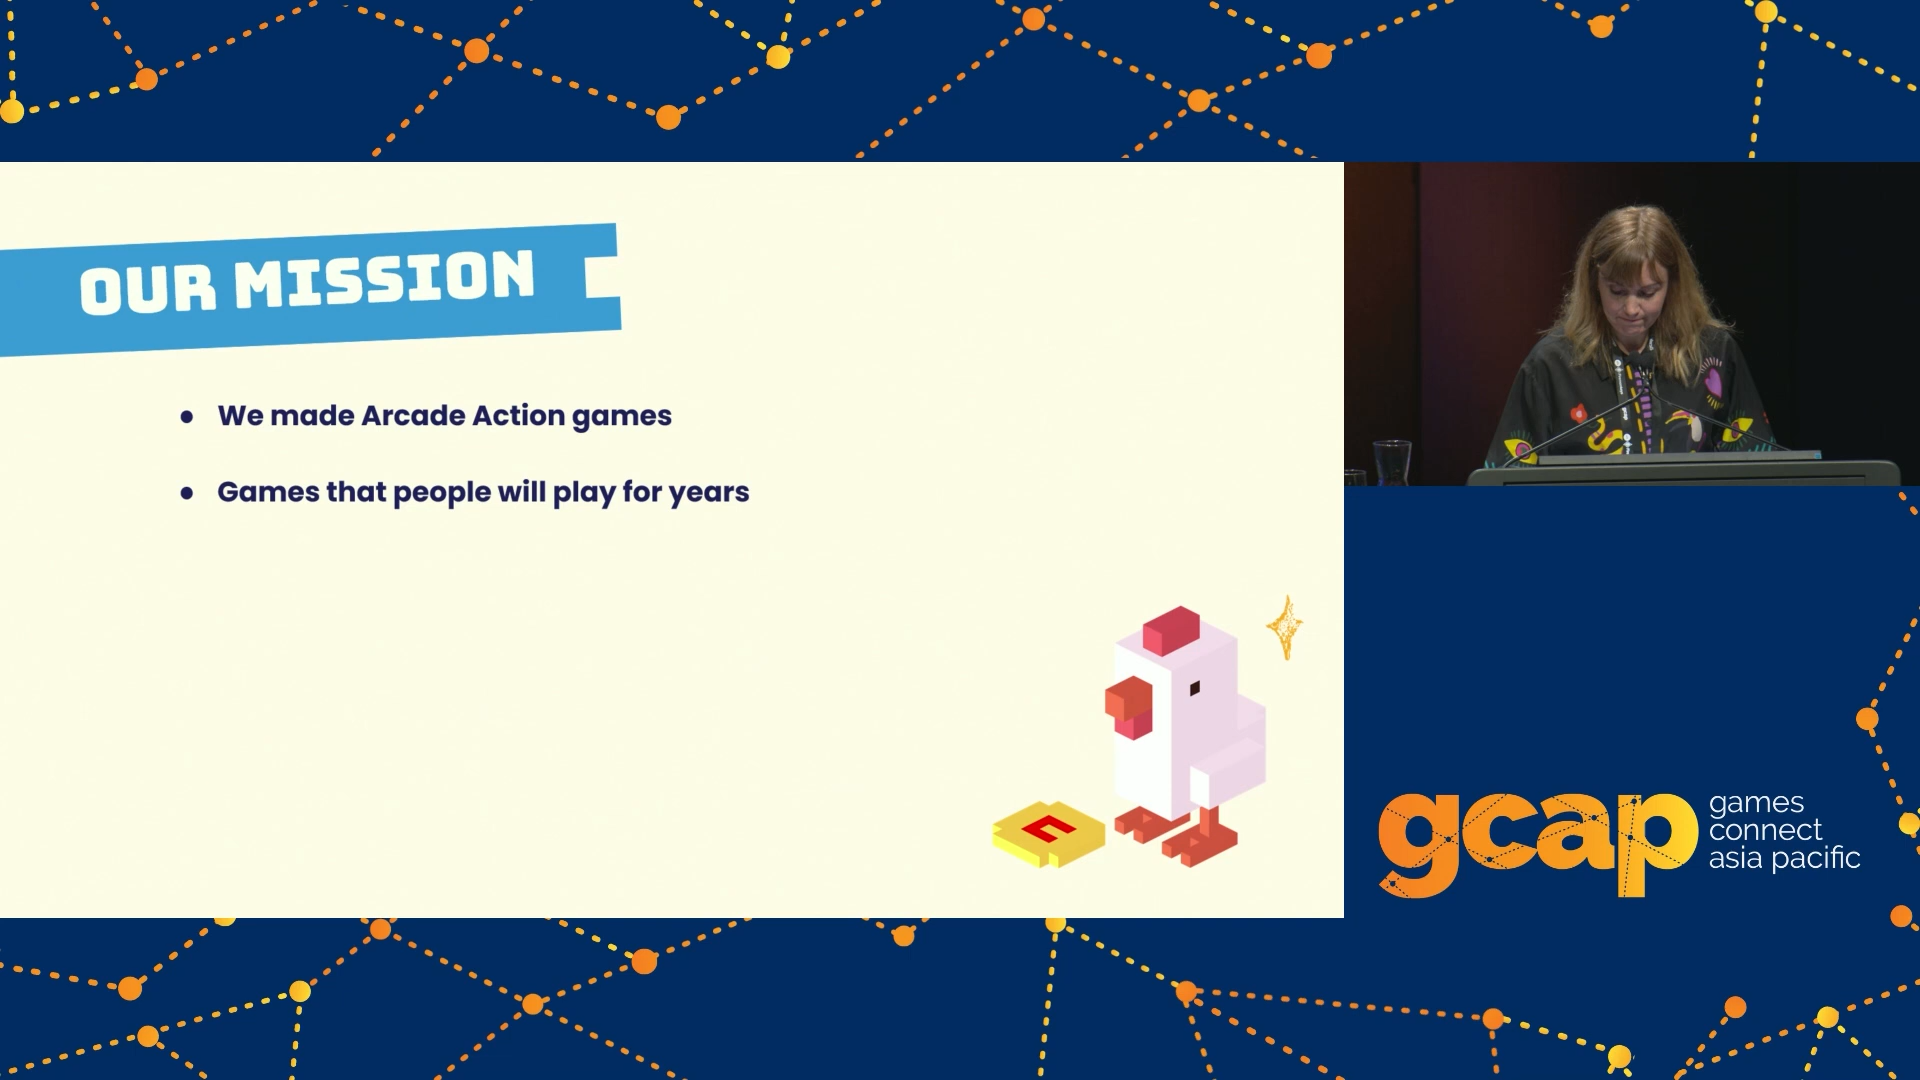 OUR MISSION
We made Arcade Action games
Games that people will play for years
gcap
games
connect
asia pacific